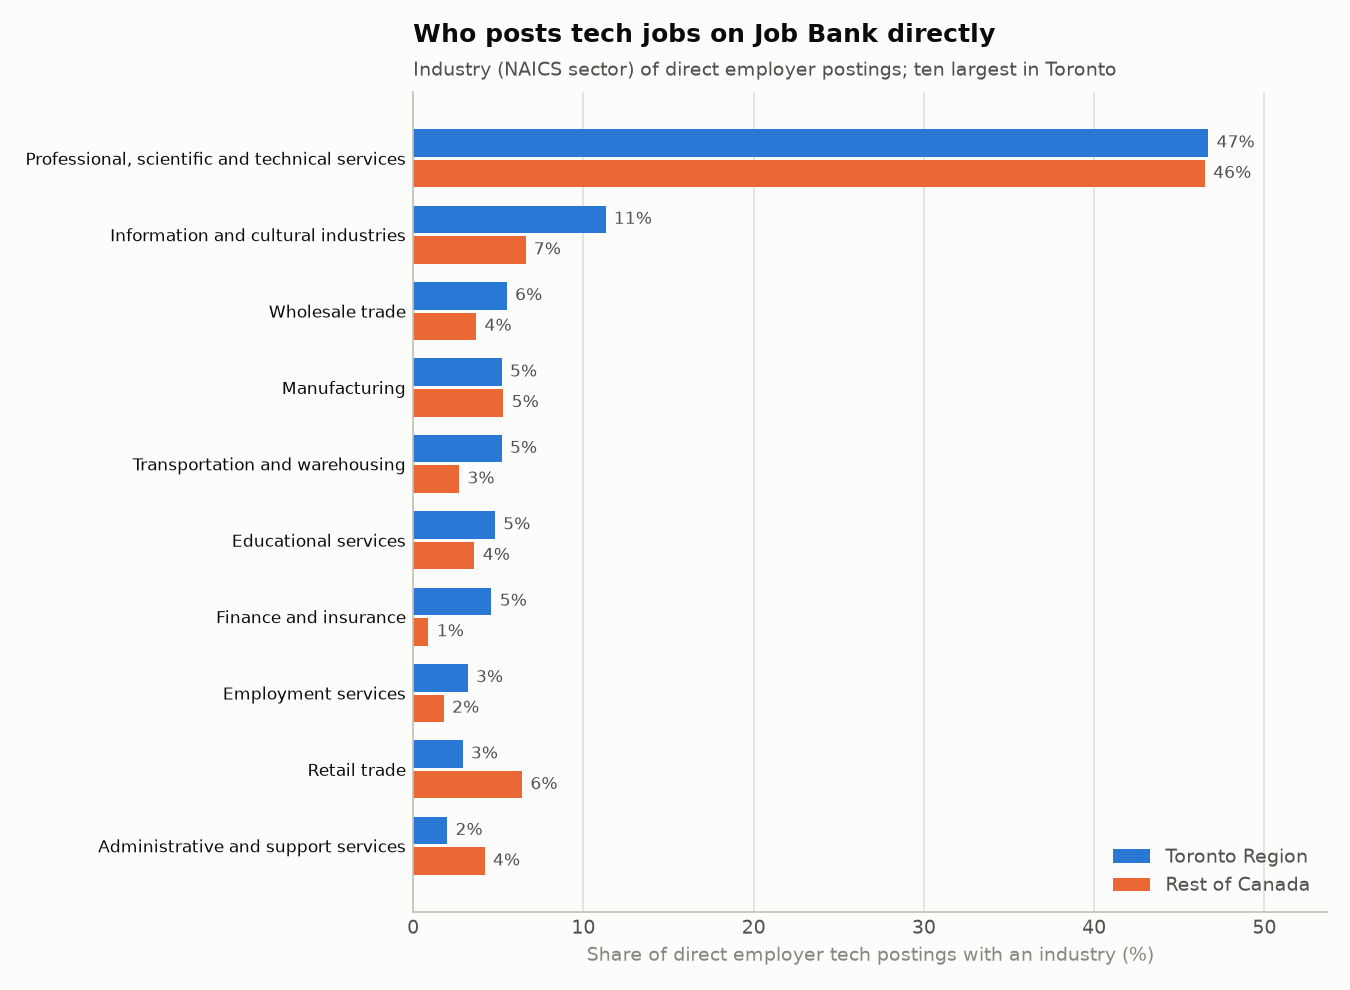 Who posts tech jobs on Job Bank directly
Industry (NAICS sector) of direct employer postings; ten largest in Toronto
Professional, scientific and technical services
47%
46%
Information and cultural industries
11%
7%
Wholesale trade
6%
4%
Manufacturing
5%
5%
Transportation and warehousing
5%
3%
Educational services
5%
4%
Finance and insurance
5%
1%
Employment services
3%
2%
Retail trade
3%
6%
Administrative and support services
2%
4%
Toronto Region
Rest of Canada
0 10 20 30 40 50
Share of direct employer tech postings with an industry (%)